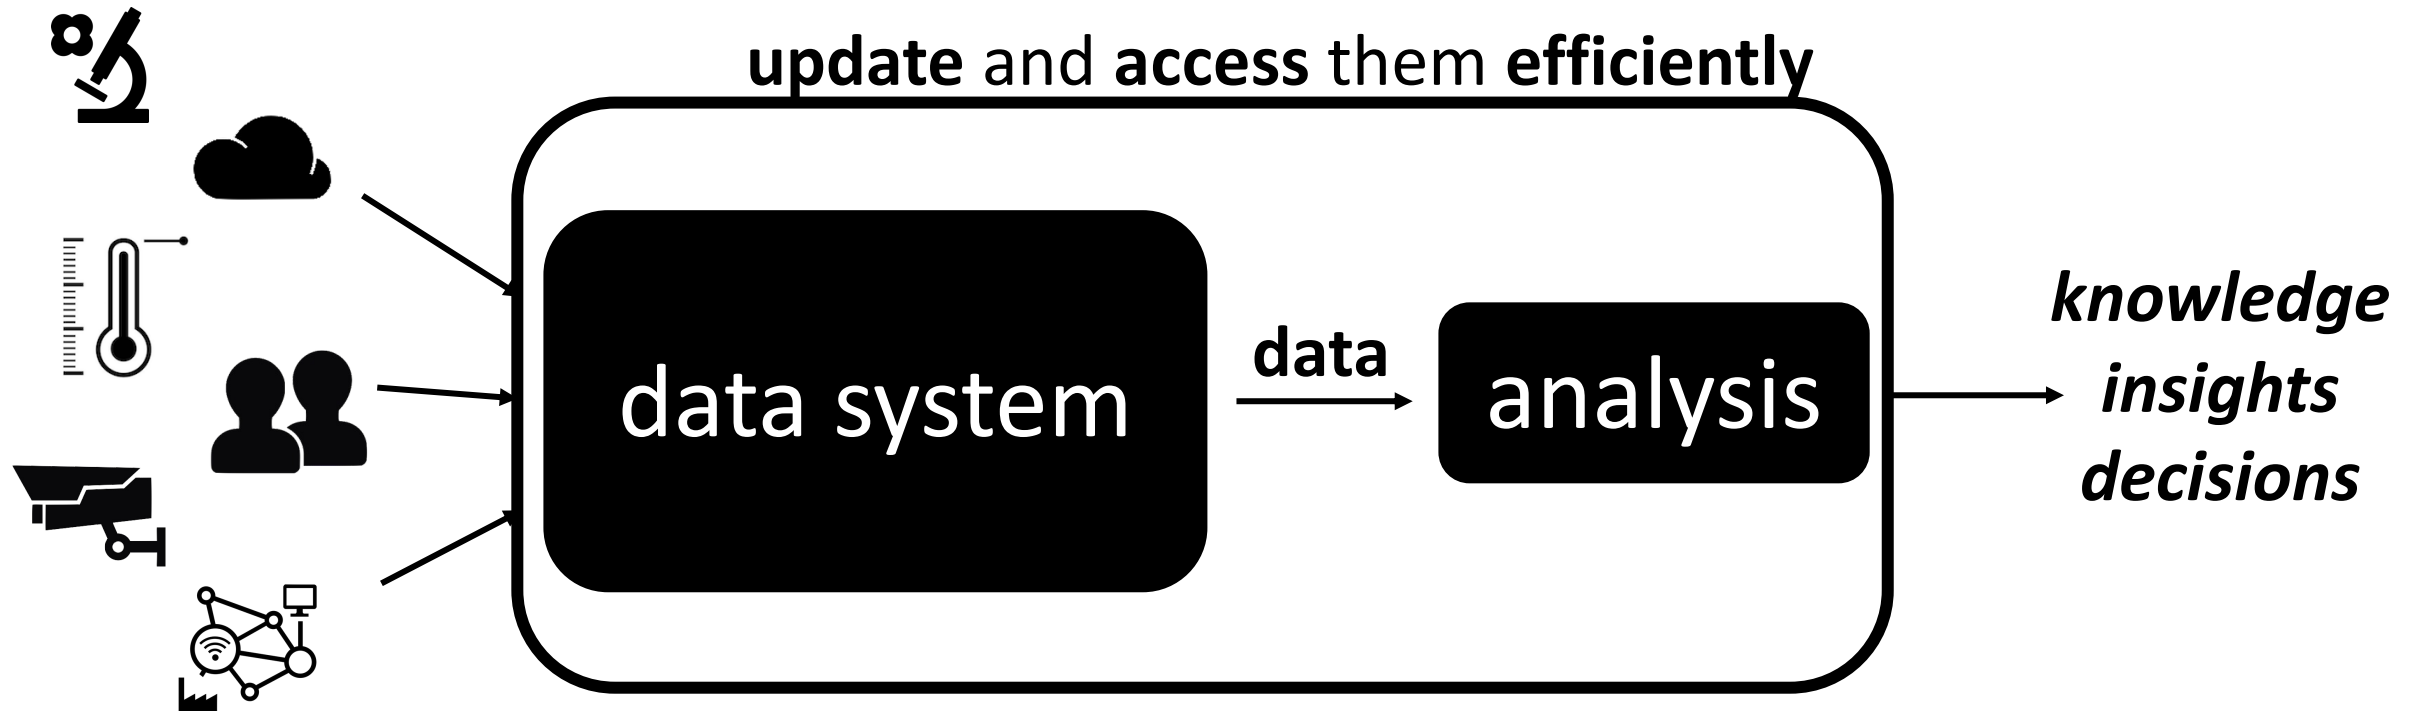 update and access them efficiently
data system
data
analysis
knowledge
insights
decisions